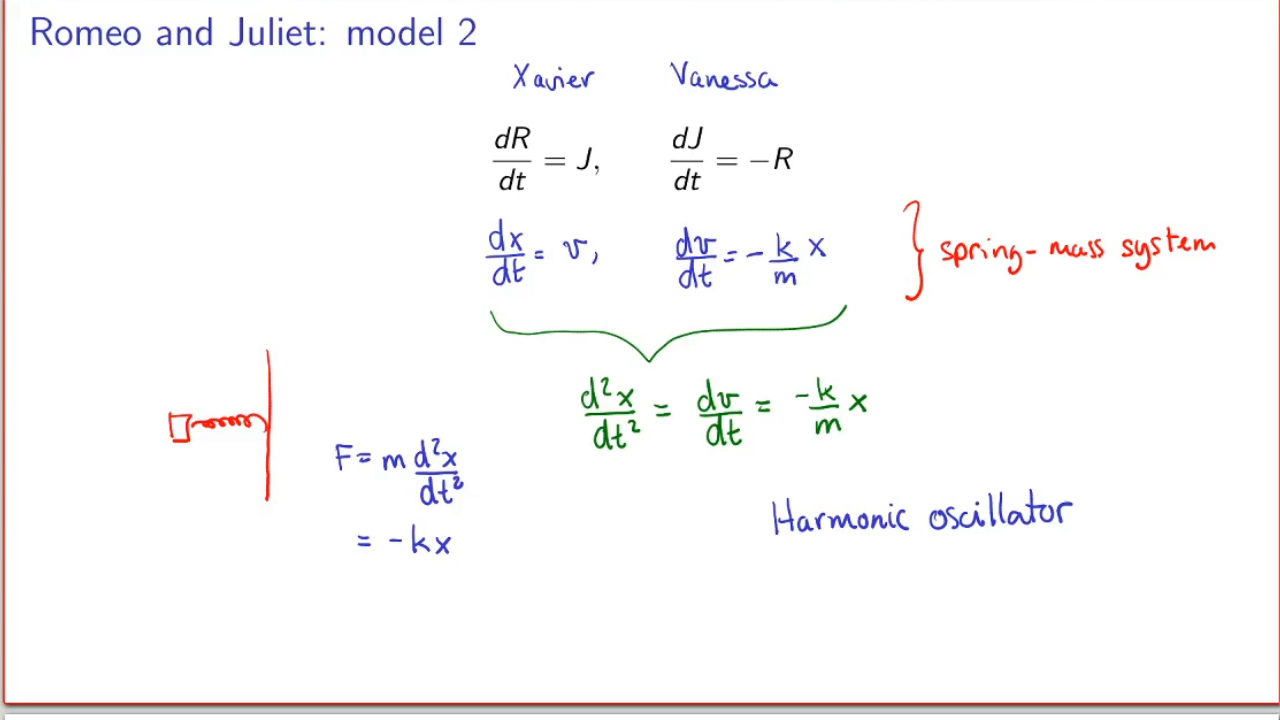 Romeo and Juliet: model 2
Xavier Vanessa
dR/dt = J, dJ/dt = −R
dx/dt = v, dv/dt = −k/m x } spring-mass system
d²x/dt² = dv/dt = −k/m x
F = m d²x/dt²
= −kx
Harmonic oscillator